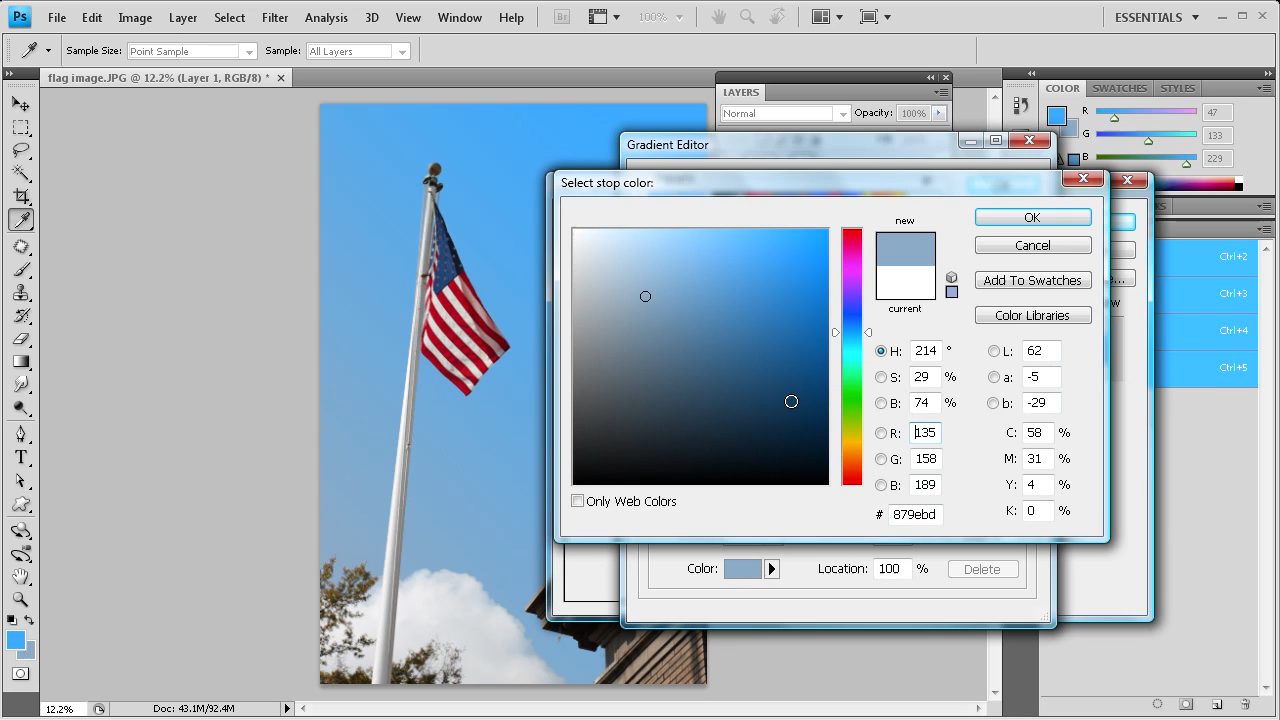 Ps File Edit Image Layer Select Filter Analysis 3D View Window Help Br 100% ESSENTIALS
Sample Size: Point Sample Sample: All Layers
flag image.JPG @ 12.2% (Layer 1, RGB/8) *
LAYERS
Normal Opacity: 100%
COLOR SWATCHES STYLES
R 47
G 133
B 229
Gradient Editor
Select stop color:
new
current
OK
Cancel
Add To Swatches
Color Libraries
H: 214 ° L: 62
S: 29 % a: -5
B: 74 % b: -29
R: 135 C: 58 %
G: 158 M: 31 %
B: 189 Y: 4 %
# 879ebd K: 0 %
Only Web Colors
Ctrl+2
Ctrl+3
Ctrl+4
Ctrl+5
Color: Location: 100 % Delete
12.2% Doc: 43.1M/92.4M